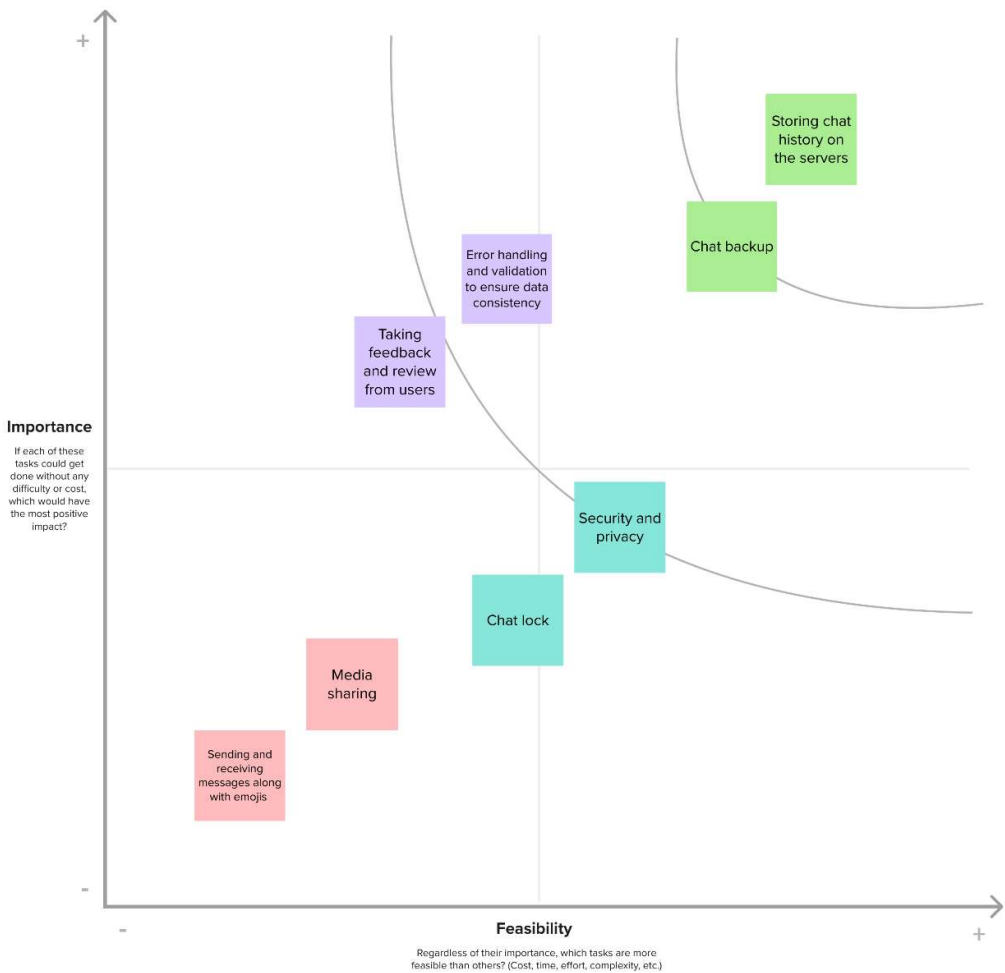 +
Storing chat
history on
the servers
Chat backup
Error handling
and validation
to ensure data
consistency
Taking
feedback
and review
from users
Importance
If each of these
tasks could get
done without any
difficulty or cost,
which would have
the most positive
impact?
Security and
privacy
Chat lock
Media
sharing
Sending and
receiving
messages along
with emojis
-
-
Feasibility
+
Regardless of their importance, which tasks are more
feasible than others? (Cost, time, effort, complexity, etc.)